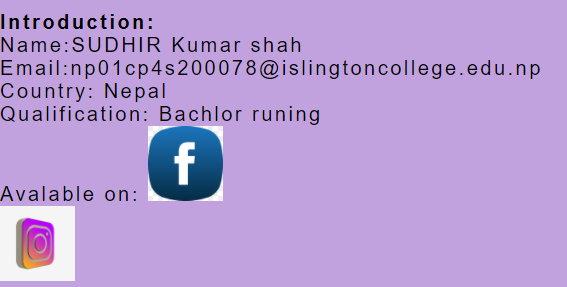 Introduction:
Name:SUDHIR Kumar shah
Email:np01cp4s200078@islingtoncollege.edu.np
Country: Nepal
Qualification: Bachlor runing
Avalable on: f